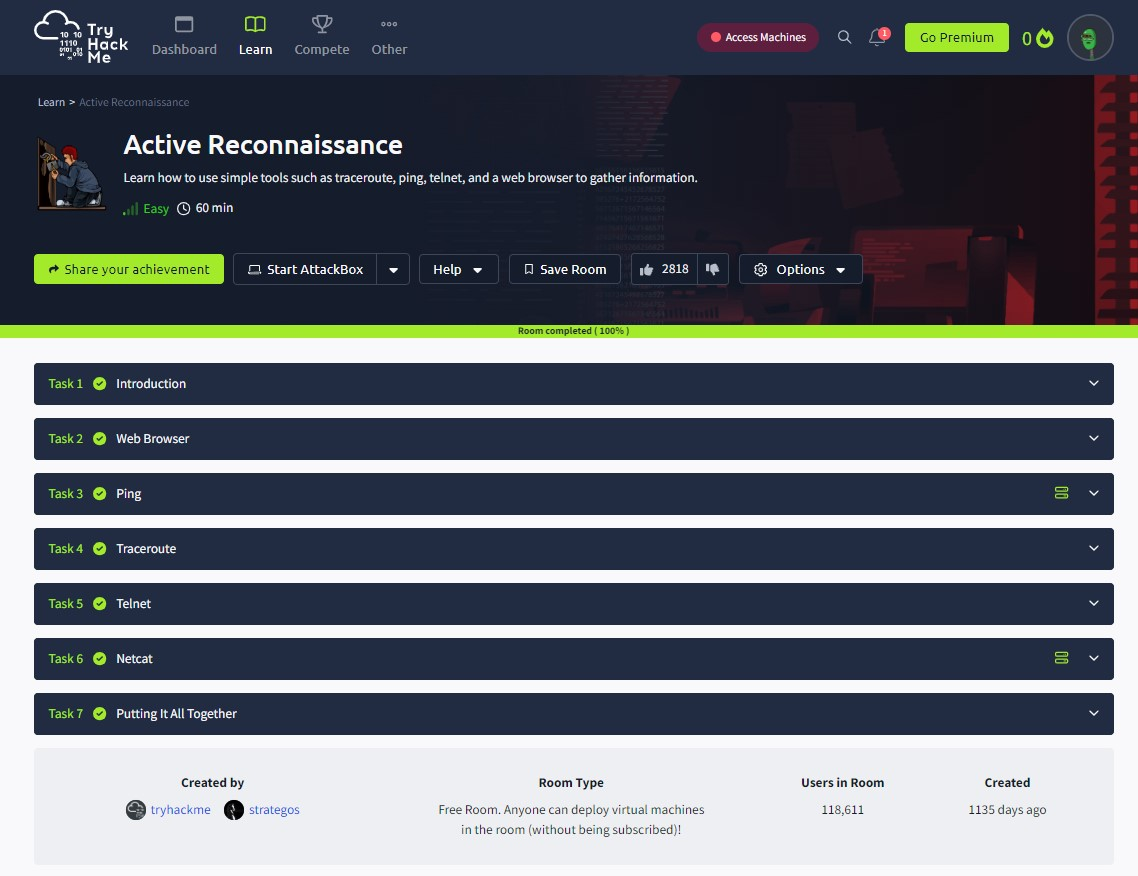 10 10
1110
0101 01
Try
Hack
Me
Dashboard
Learn
Compete
Other
Access Machines
1
Go Premium
0
Learn > Active Reconnaissance
Active Reconnaissance
Learn how to use simple tools such as traceroute, ping, telnet, and a web browser to gather information.
Easy 60 min
Share your achievement
Start AttackBox
Help
Save Room
2818
Options
Room completed ( 100% )
Task 1 Introduction
Task 2 Web Browser
Task 3 Ping
Task 4 Traceroute
Task 5 Telnet
Task 6 Netcat
Task 7 Putting It All Together
Created by
tryhackme strategos
Room Type
Free Room. Anyone can deploy virtual machines
in the room (without being subscribed)!
Users in Room
118,611
Created
1135 days ago